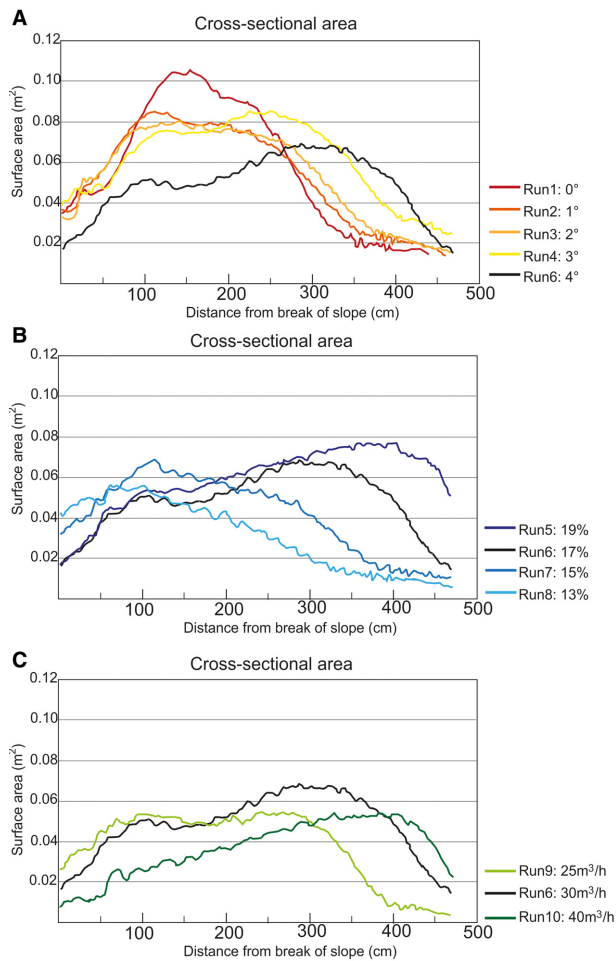 A
Cross-sectional area
0.12
0.10
0.08
0.06
0.04
0.02
Surface area (m²)
100 200 300 400 500
Distance from break of slope (cm)
Run1: 0°
Run2: 1°
Run3: 2°
Run4: 3°
Run6: 4°
B
Cross-sectional area
0.12
0.10
0.08
0.06
0.04
0.02
Surface area (m²)
100 200 300 400 500
Distance from break of slope (cm)
Run5: 19%
Run6: 17%
Run7: 15%
Run8: 13%
C
Cross-sectional area
0.12
0.10
0.08
0.06
0.04
0.02
Surface area (m²)
100 200 300 400 500
Distance from break of slope (cm)
Run9: 25m³/h
Run6: 30m³/h
Run10: 40m³/h